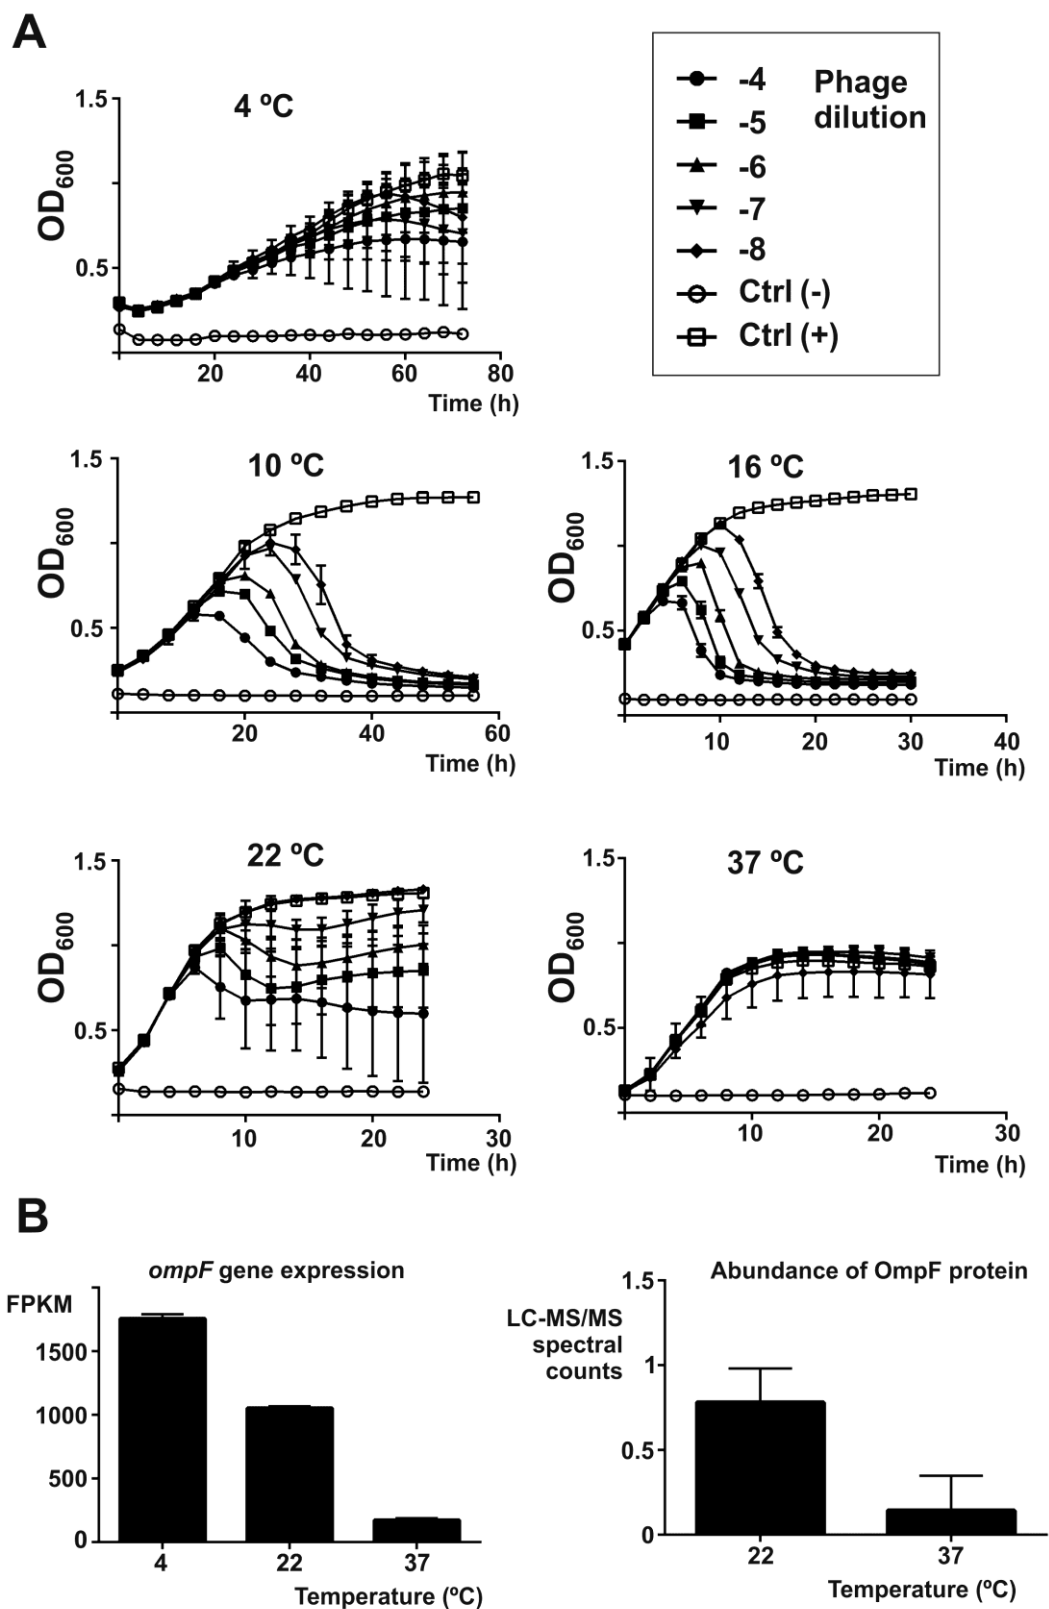 A
4 ºC
1.5
0.5
OD600
20
40
60
80
Time (h)
-4
-5
-6
-7
-8
Ctrl (-)
Ctrl (+)
Phage
dilution
10 ºC
1.5
0.5
OD600
20
40
60
Time (h)
16 ºC
1.5
0.5
OD600
10
20
30
40
Time (h)
22 ºC
1.5
0.5
OD600
10
20
30
Time (h)
37 ºC
1.5
0.5
OD600
10
20
30
Time (h)
B
ompF gene expression
FPKM
1500
1000
500
0
4
22
37
Temperature (ºC)
Abundance of OmpF protein
LC-MS/MS
spectral
counts
1.5
1
0.5
0
22
37
Temperature (ºC)